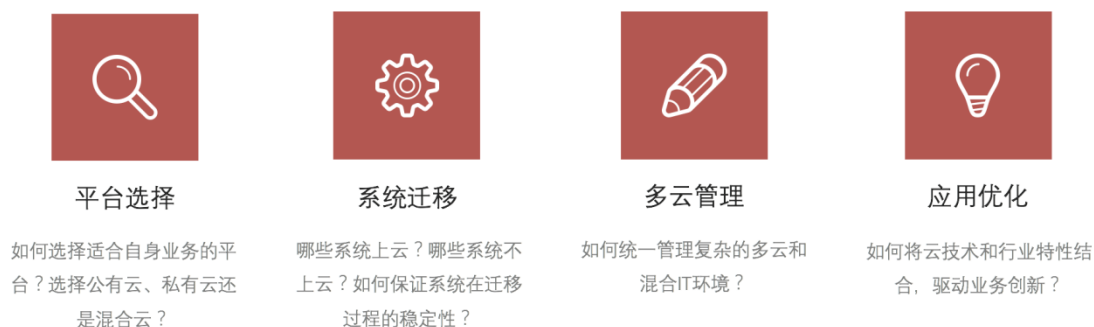 平台选择
如何选择适合自身业务的平
台？选择公有云、私有云还
是混合云？
系统迁移
哪些系统上云？哪些系统不
上云？如何保证系统在迁移
过程的稳定性？
多云管理
如何统一管理复杂的多云和
混合IT环境？
应用优化
如何将云技术和行业特性结
合，驱动业务创新？